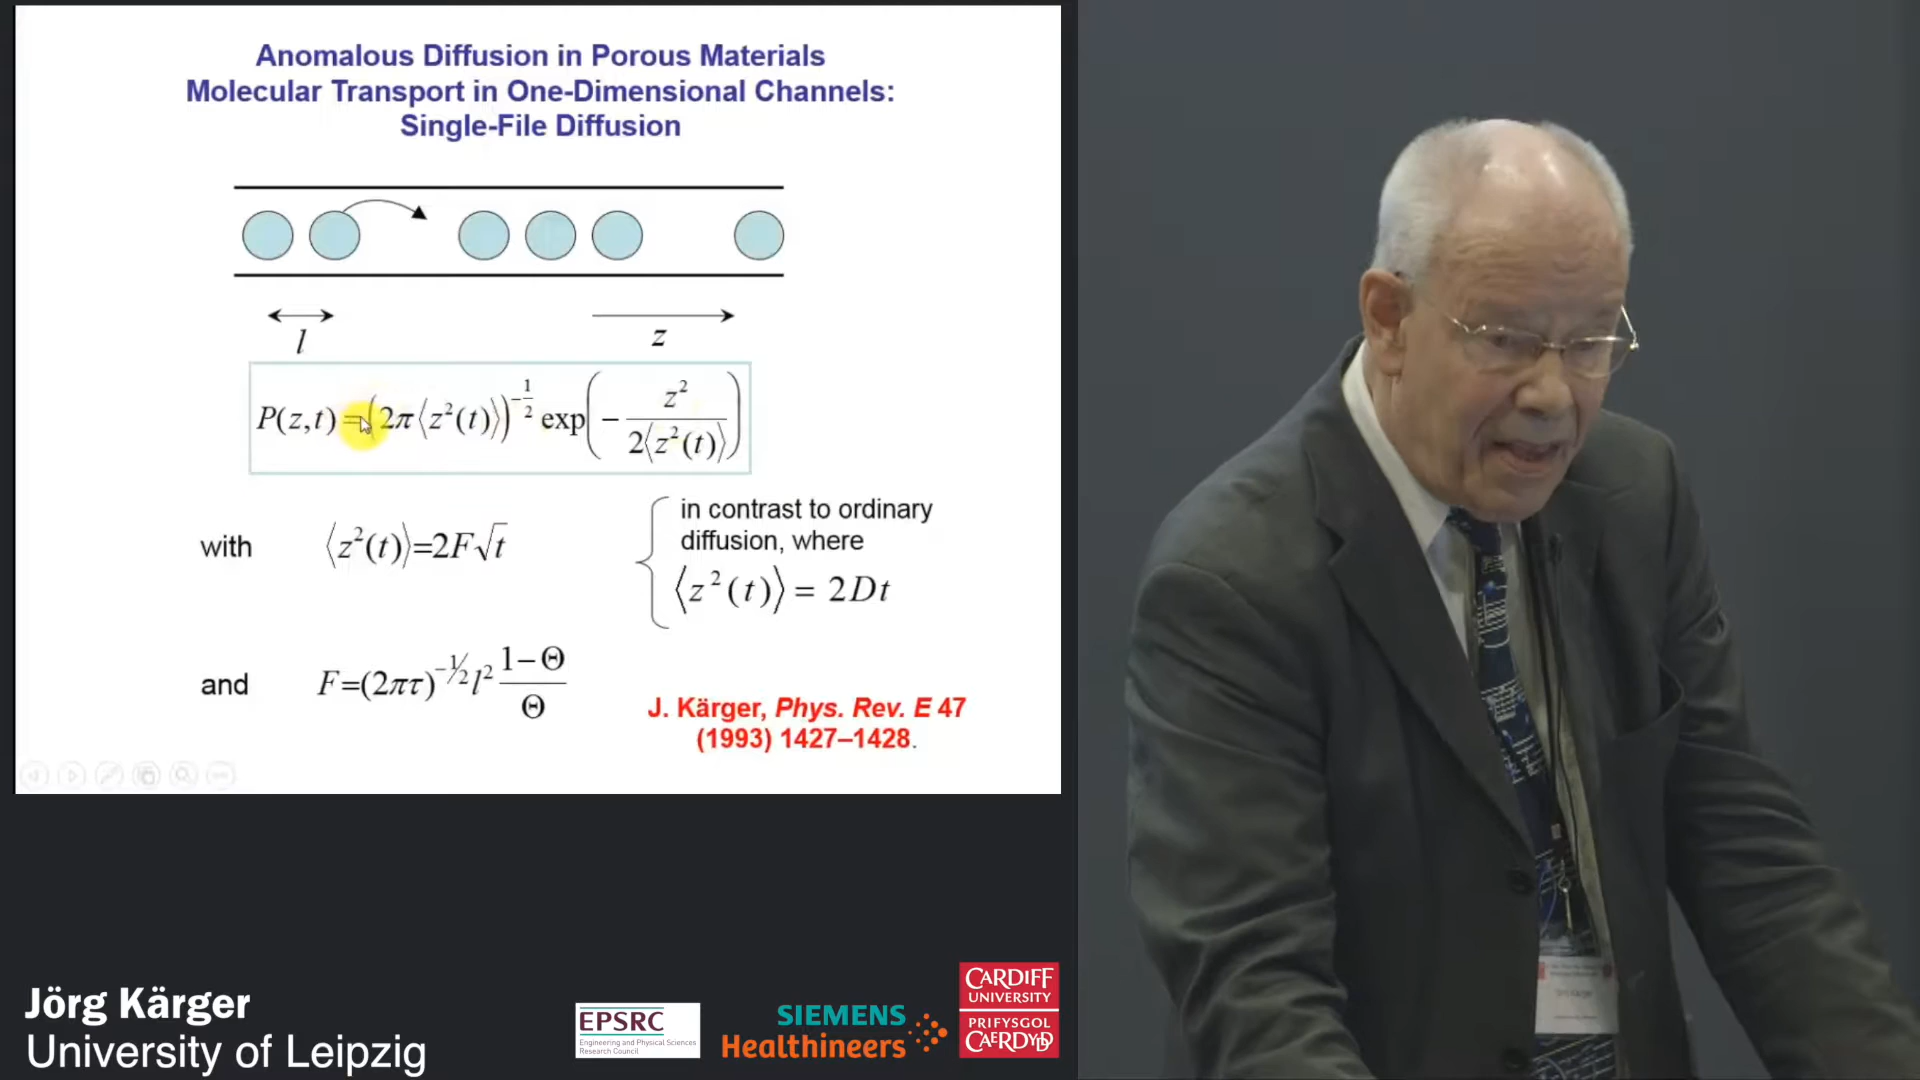 Anomalous Diffusion in Porous Materials
Molecular Transport in One-Dimensional Channels:
Single-File Diffusion
l
z
P(z,t) = (2π⟨z²(t)⟩)^{-1/2} exp(- z² / 2⟨z²(t)⟩)
with ⟨z²(t)⟩=2F√t
in contrast to ordinary
diffusion, where
⟨z²(t)⟩ = 2Dt
and F=(2πτ)^{-1/2} l² (1−Θ)/Θ
J. Kärger, Phys. Rev. E 47
(1993) 1427–1428.
Jörg Kärger
University of Leipzig
EPSRC
Engineering and Physical Sciences
Research Council
SIEMENS
Healthineers
CARDIFF
UNIVERSITY
PRIFYSGOL
CAERDYDD